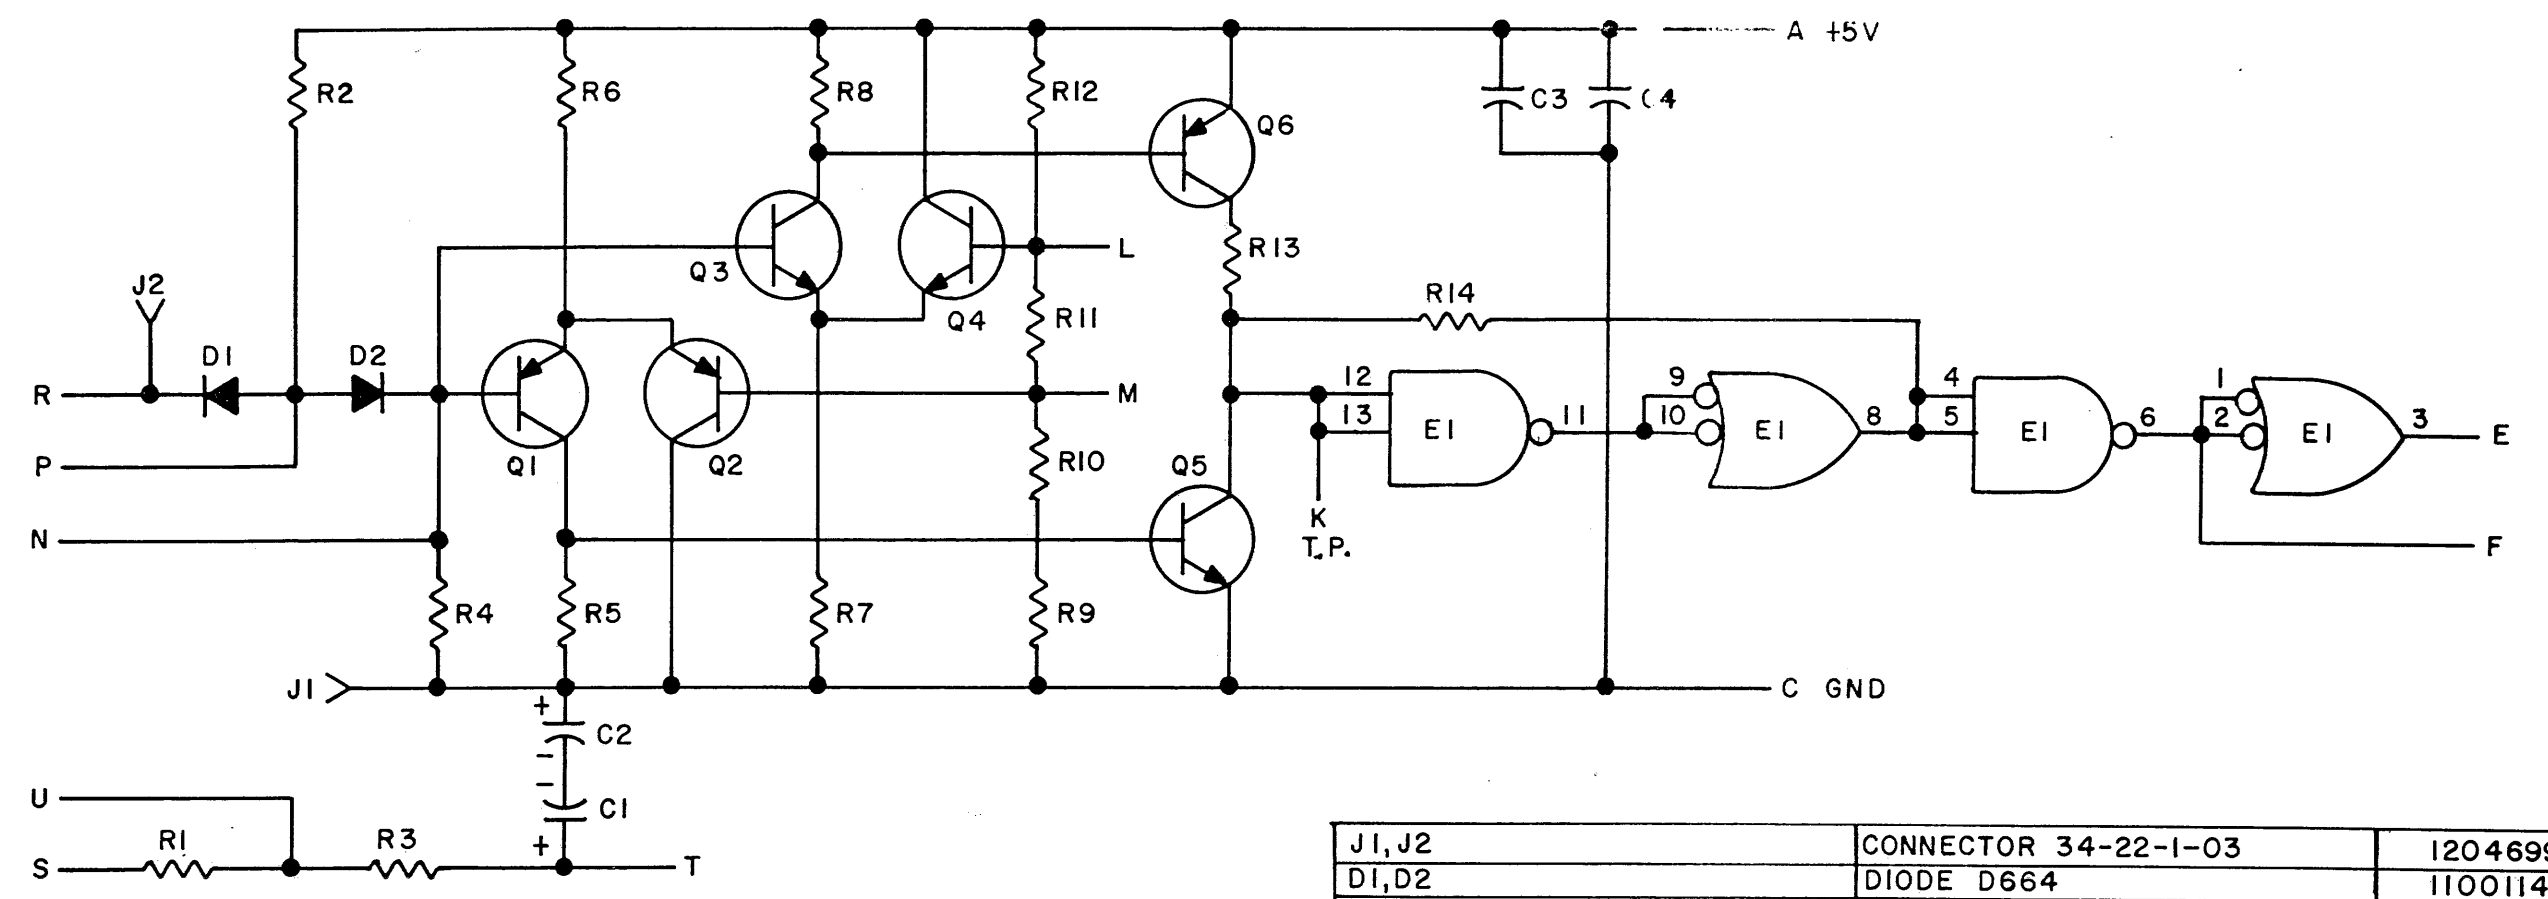 A +5V
R2
R6
R8
R12
C3
C4
Q6
Q3
L
R13
J2
Q4
R11
R14
D1
D2
R
M
12
13
E1
11
9
10
E1
8
4
5
E1
6
1
2
E1
3
E
P
Q1
Q2
R10
Q5
K
T.P.
N
F
R4
R5
R7
R9
J1
C GND
+
C2
-
-
C1
+
U
R1
R3
S
T
J1, J2 CONNECTOR 34-22-1-03
D1, D2 DIODE D664 1100114